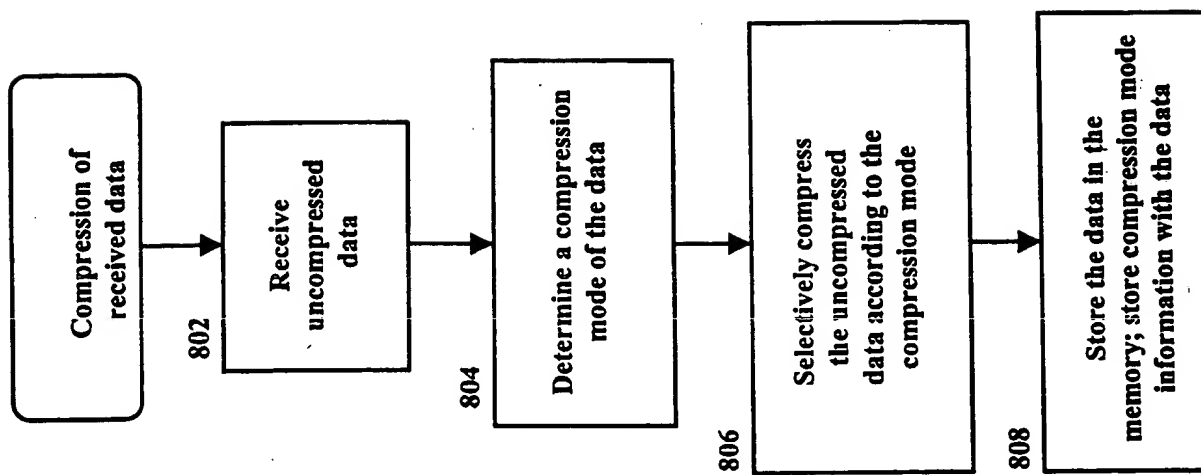 Compression of
received data
802
Receive
uncompressed
data
804
Determine a compression
mode of the data
806
Selectively compress
the uncompressed
data according to the
compression mode
808
Store the data in the
memory; store compression mode
information with the data